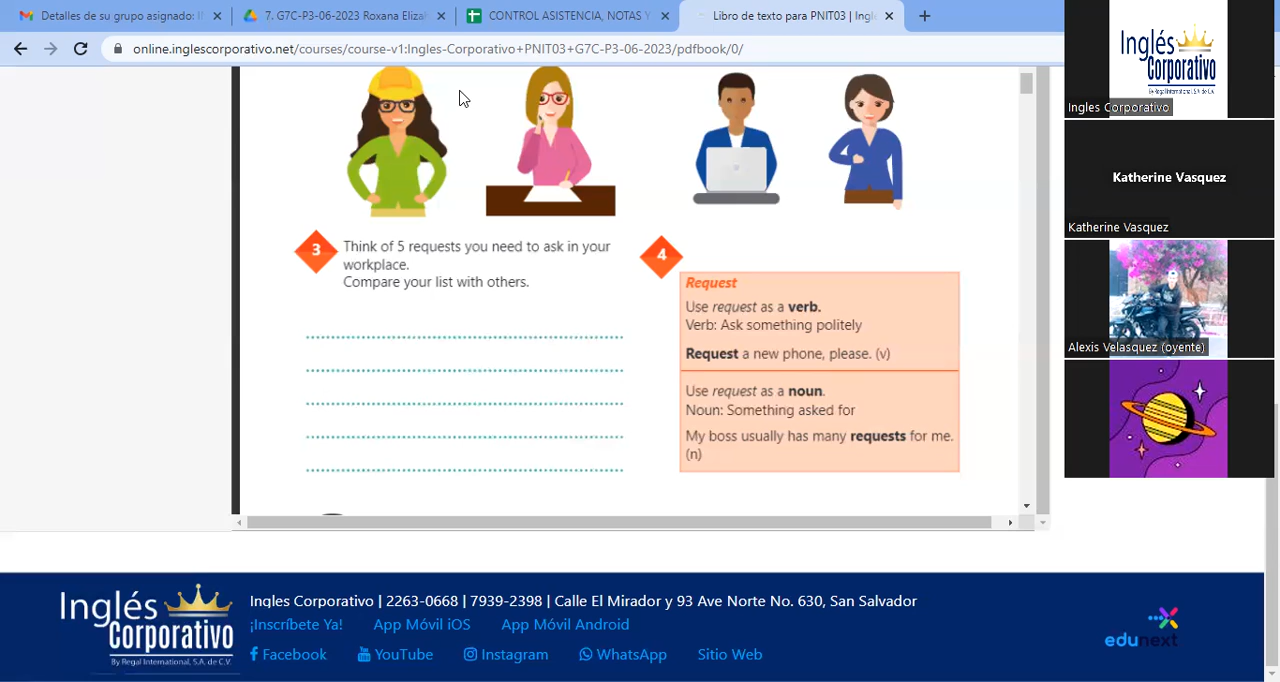 Detalles de su grupo asignado: I
7. G7C-P3-06-2023 Roxana Eliza
CONTROL ASISTENCIA, NOTAS Y
Libro de texto para PNIT03 | Ingl
online.inglescorporativo.net/courses/course-v1:Ingles-Corporativo+PNIT03+G7C-P3-06-2023/pdfbook/0/
3
Think of 5 requests you need to ask in your
workplace.
Compare your list with others.
4
Request
Use request as a verb.
Verb: Ask something politely
Request a new phone, please. (v)
Use request as a noun.
Noun: Something asked for
My boss usually has many requests for me.
(n)
Inglés
Corporativo
By Regal International, S.A. de C.V.
Ingles Corporativo
Katherine Vasquez
Katherine Vasquez
Alexis Velasquez (oyente)
Inglés
Corporativo
By Regal International, S.A. de C.V.
Ingles Corporativo | 2263-0668 | 7939-2398 | Calle El Mirador y 93 Ave Norte No. 630, San Salvador
¡Inscríbete Ya! App Móvil iOS App Móvil Android
Facebook YouTube Instagram WhatsApp Sitio Web
edunext